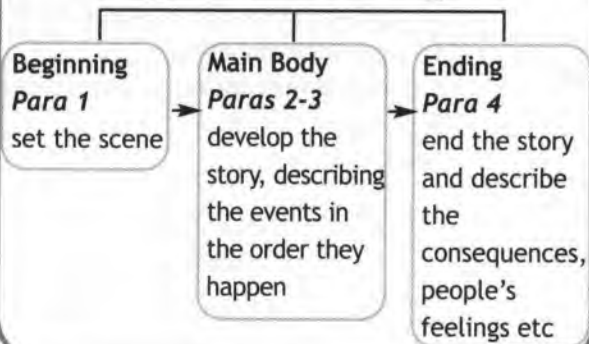 Beginning
Para 1
set the scene
Main Body
Paras 2-3
develop the
story, describing
the events in
the order they
happen
Ending
Para 4
end the story
and describe
the
consequences,
people's
feelings etc